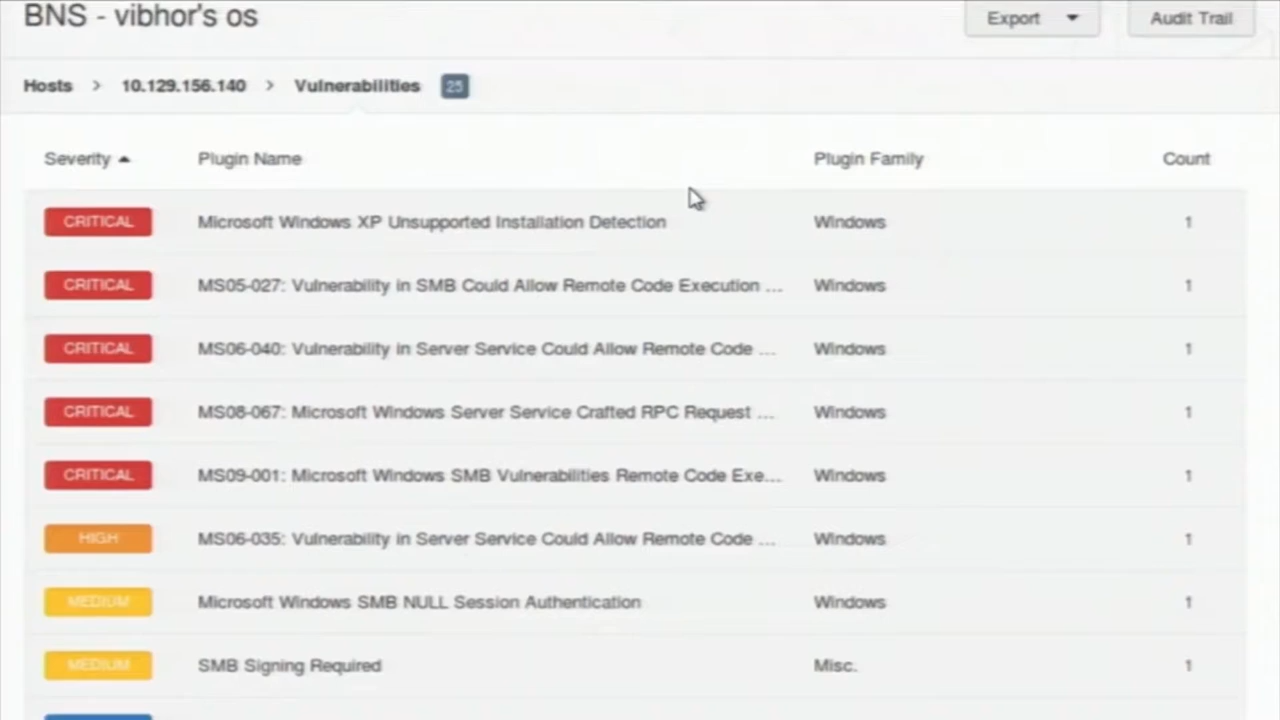 BNS - vibhor's os
Export
Audit Trail
Hosts > 10.129.156.140 > Vulnerabilities 25
Severity Plugin Name Plugin Family Count
CRITICAL Microsoft Windows XP Unsupported Installation Detection Windows 1
CRITICAL MS05-027: Vulnerability in SMB Could Allow Remote Code Execution ... Windows 1
CRITICAL MS06-040: Vulnerability in Server Service Could Allow Remote Code ... Windows 1
CRITICAL MS08-067: Microsoft Windows Server Service Crafted RPC Request ... Windows 1
CRITICAL MS09-001: Microsoft Windows SMB Vulnerabilities Remote Code Exe... Windows 1
HIGH MS06-035: Vulnerability in Server Service Could Allow Remote Code ... Windows 1
MEDIUM Microsoft Windows SMB NULL Session Authentication Windows 1
MEDIUM SMB Signing Required Misc. 1